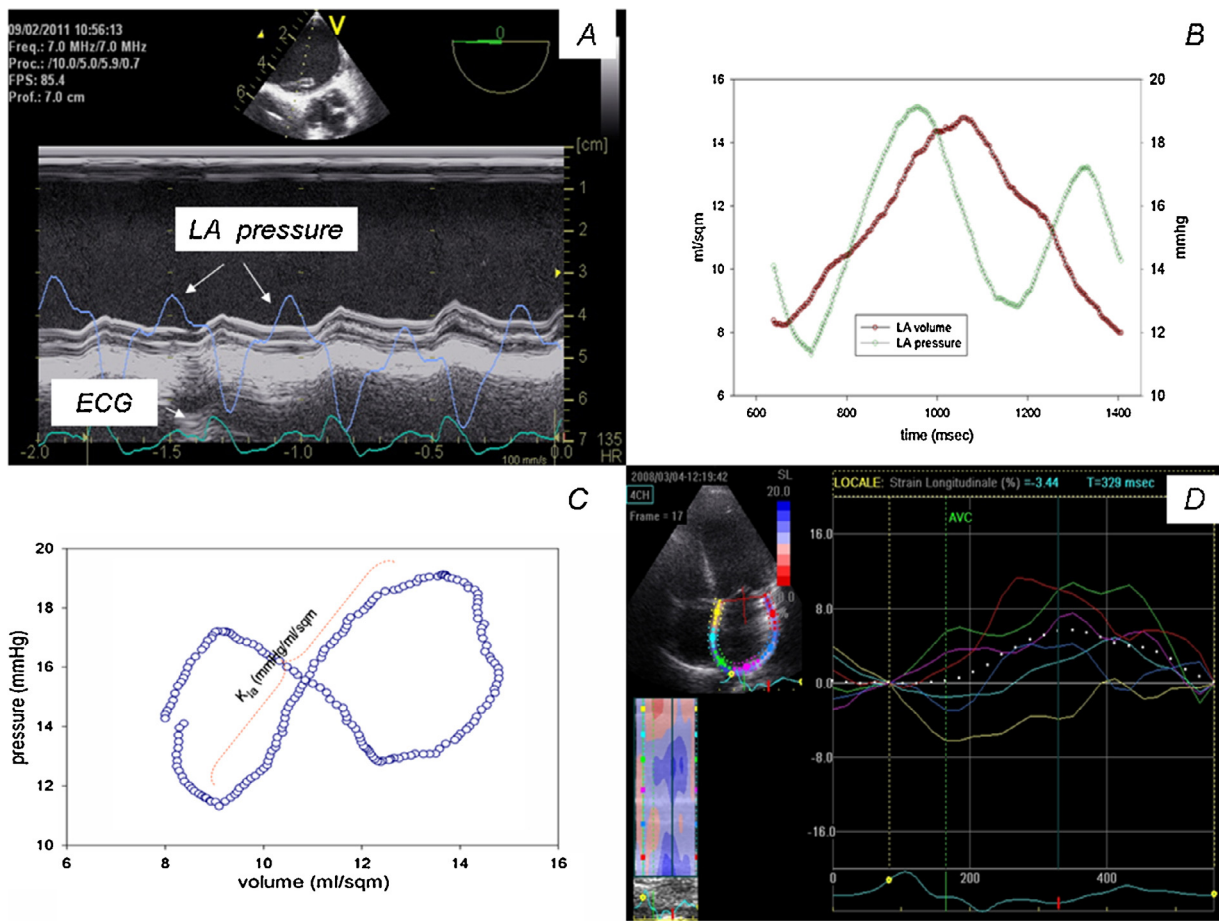 09/02/2011 10:56:13
Freq.: 7.0 MHz/7.0 MHz
Proc.: /10.0/5.0/5.9/0.7
FPS: 85.4
Prof.: 7.0 cm
V
2
4
6
0
A
[cm]
1
2
3
4
5
6
7
LA pressure
ECG
-2.0
-1.5
-1.0
-0.5
0.0
100 mm/s
135
HR
B
16
14
12
10
8
6
ml/sqm
20
18
16
14
12
10
mmhg
LA volume
LA pressure
600 800 1000 1200 1400
time (msec)
C
20
18
16
14
12
10
pressure (mmHg)
Kla (mmHg/ml/sqm
6 8 10 12 14 16
volume (ml/sqm)
2008/03/04-12:19:42
4CH
Frame = 17
SL
20.0
LOCALE: Strain Longitudinale (%) =-3.44 T=329 msec
D
AVC
16.0
8.0
0.0
-8.0
-16.0
0 200 400